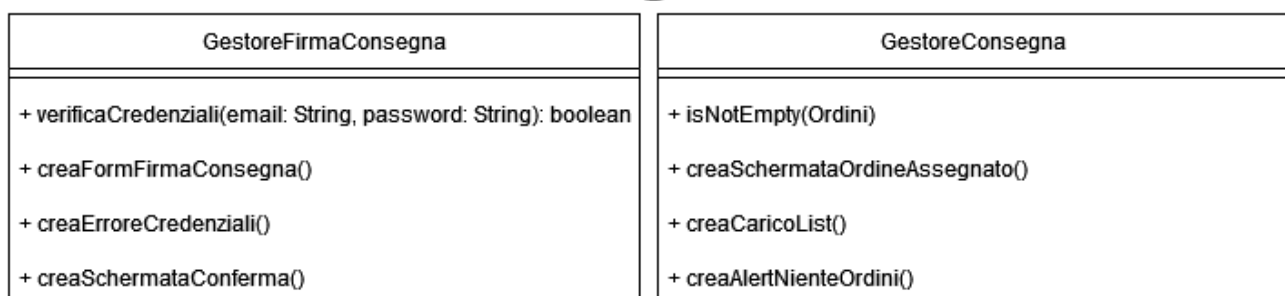 GestoreFirmaConsegna
+ verificaCredenziali(email: String, password: String): boolean
+ creaFormFirmaConsegna()
+ creaErroreCredenziali()
+ creaSchermataConferma()
GestoreConsegna
+ isNotEmpty(Ordini)
+ creaSchermataOrdineAssegnato()
+ creaCaricoList()
+ creaAlertNienteOrdini()